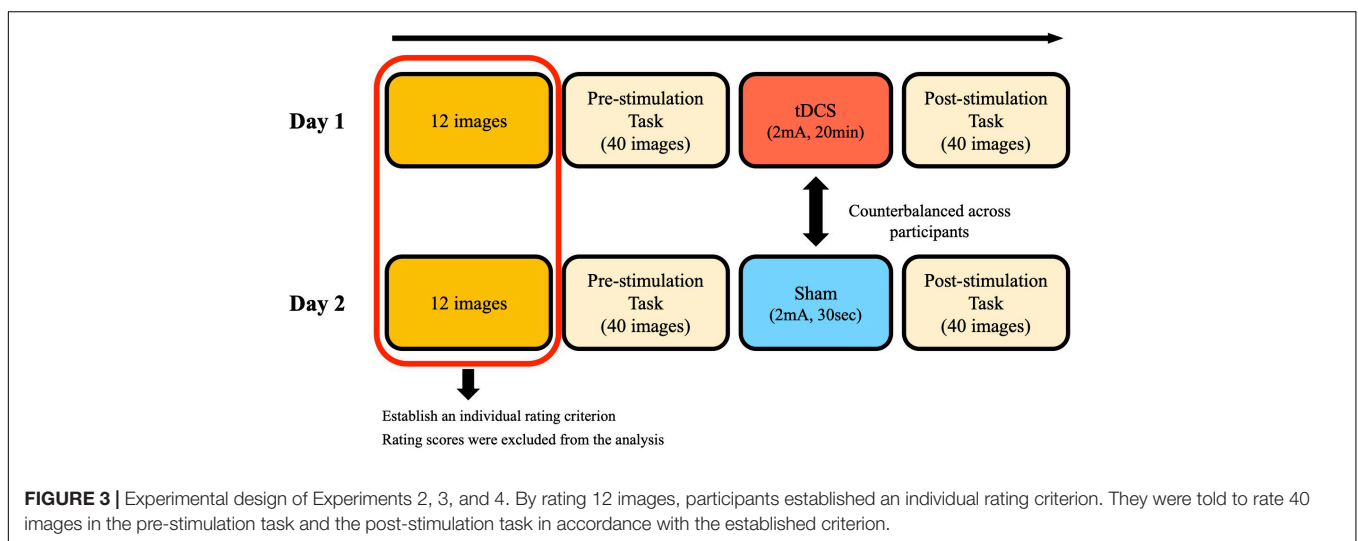 Day 1
12 images
Pre-stimulation
Task
(40 images)
tDCS
(2mA, 20min)
Post-stimulation
Task
(40 images)
Counterbalanced across
participants
Day 2
12 images
Pre-stimulation
Task
(40 images)
Sham
(2mA, 30sec)
Post-stimulation
Task
(40 images)
Establish an individual rating criterion
Rating scores were excluded from the analysis
FIGURE 3 | Experimental design of Experiments 2, 3, and 4. By rating 12 images, participants established an individual rating criterion. They were told to rate 40
images in the pre-stimulation task and the post-stimulation task in accordance with the established criterion.